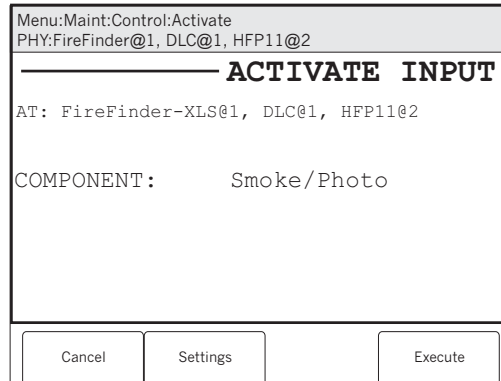 Menu:Maint:Control:Activate
PHY:FireFinder@1, DLC@1, HFP11@2
ACTIVATE INPUT
AT: FireFinder-XLS@1, DLC@1, HFP11@2
COMPONENT: Smoke/Photo
Cancel Settings Execute